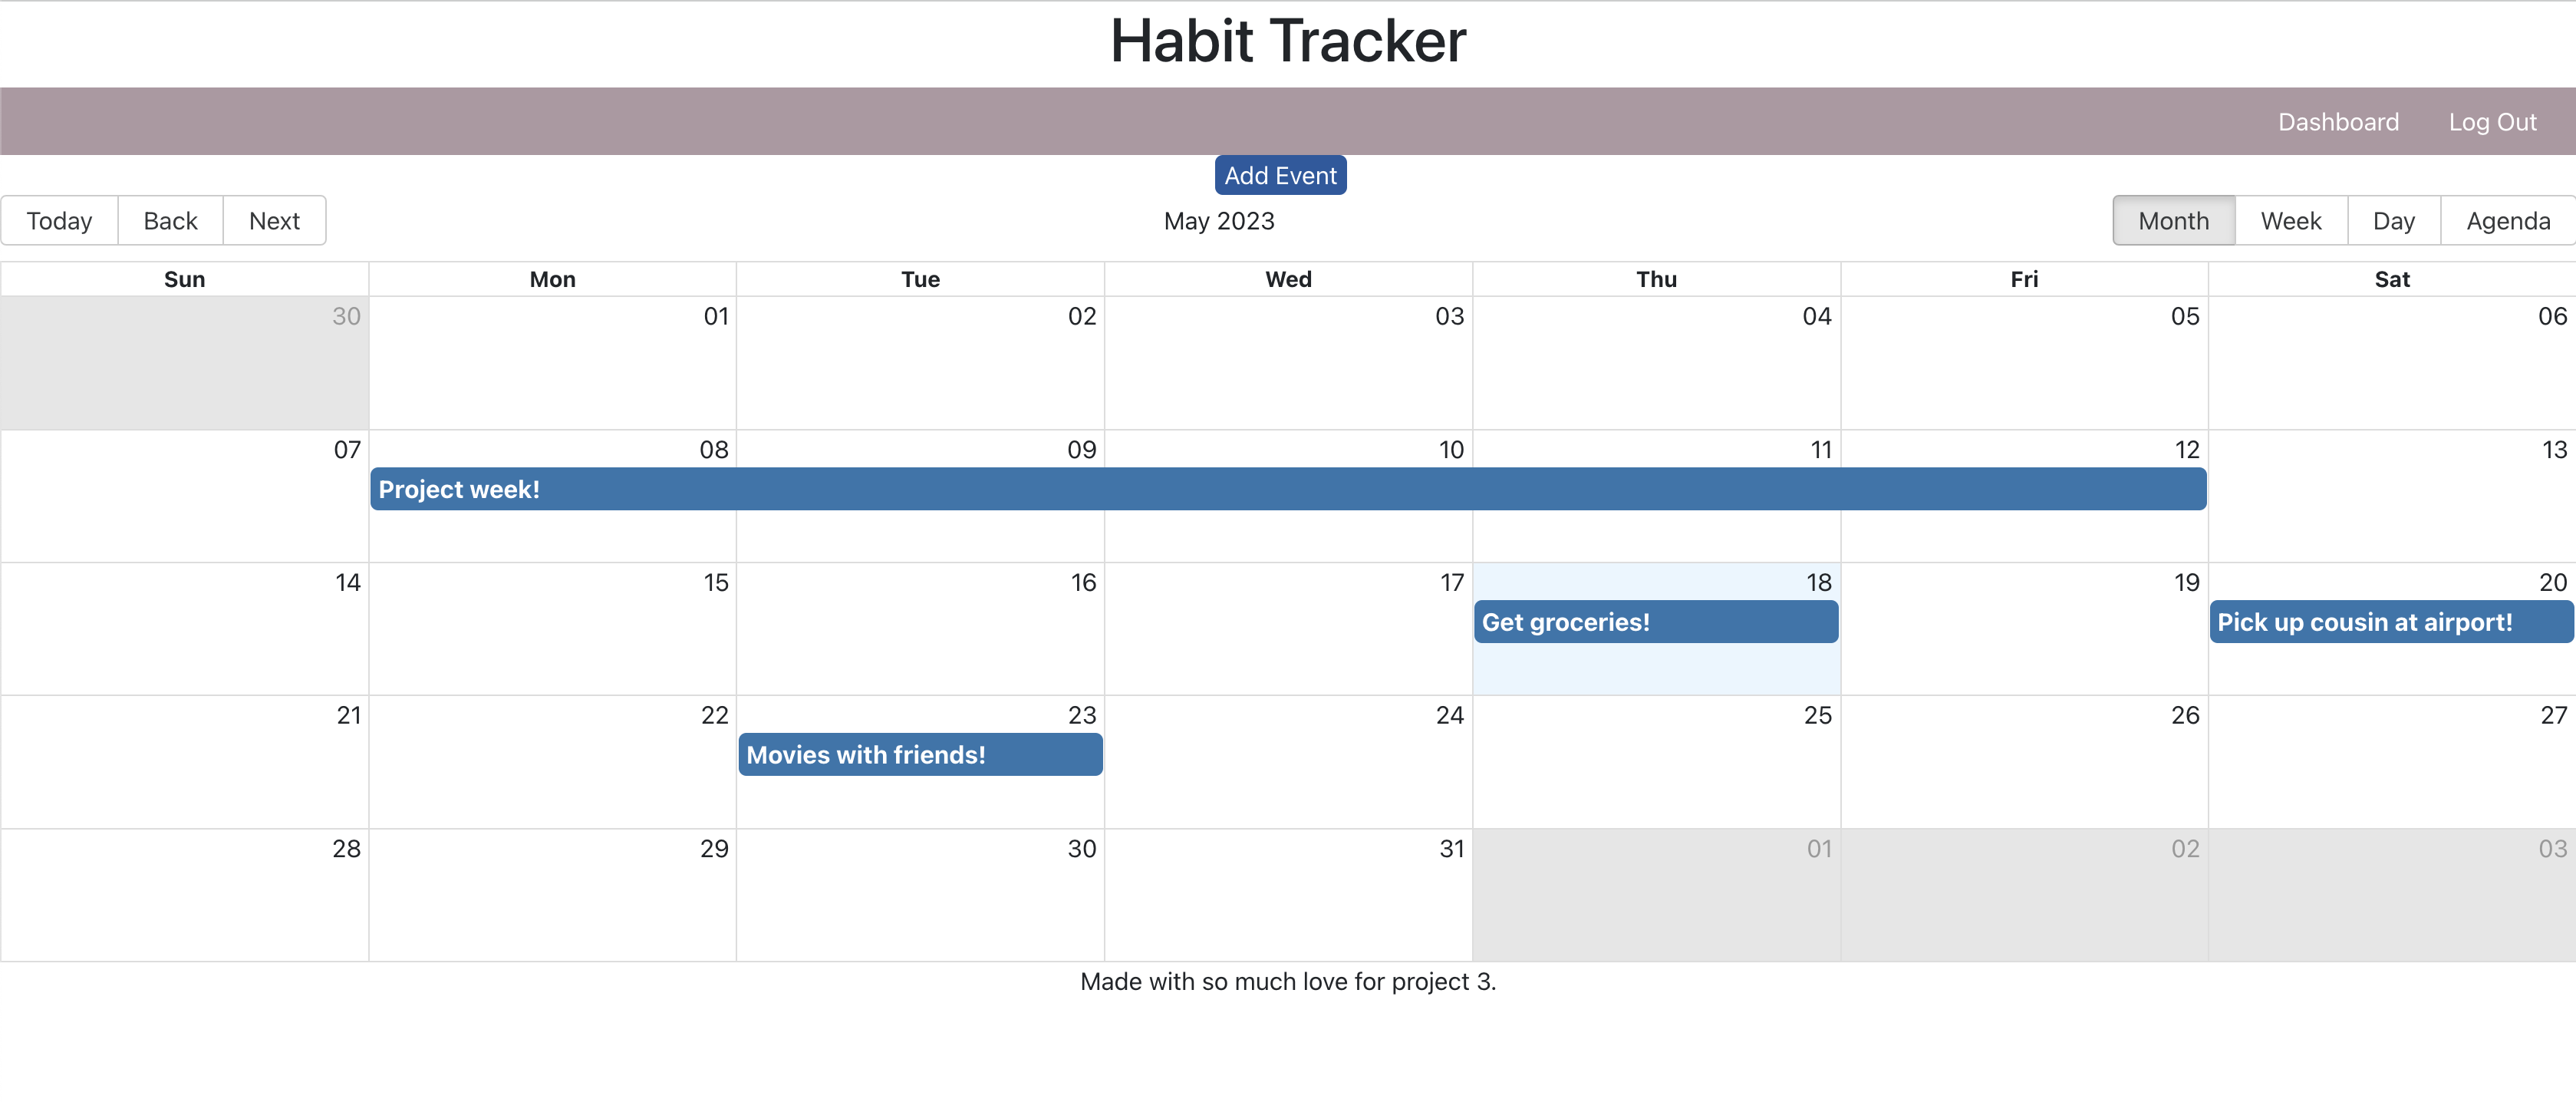 Habit Tracker
Dashboard Log Out
Add Event
Today Back Next May 2023 Month Week Day Agenda
Sun Mon Tue Wed Thu Fri Sat
30 01 02 03 04 05 06
07 08 09 10 11 12 13
Project week!
14 15 16 17 18 19 20
Get groceries! Pick up cousin at airport!
21 22 23 24 25 26 27
Movies with friends!
28 29 30 31 01 02 03
Made with so much love for project 3.